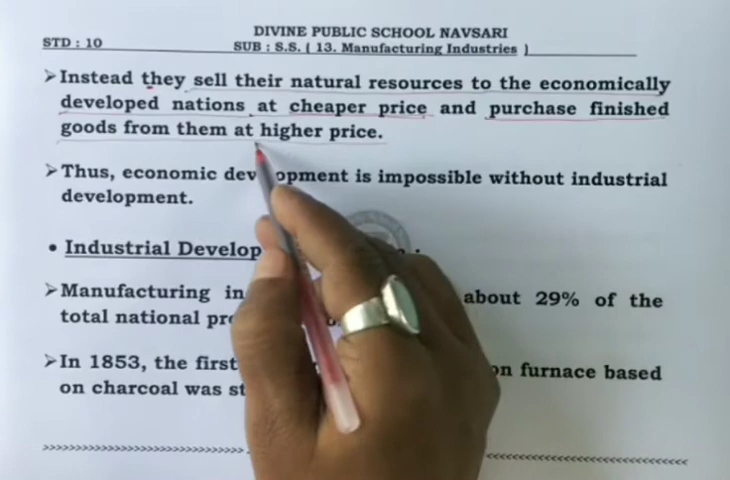 DIVINE PUBLIC SCHOOL NAVSARI
STD : 10 SUB : S.S. ( 13. Manufacturing Industries )
➢Instead they sell their natural resources to the economically
developed nations at cheaper price and purchase finished
goods from them at higher price.
➢Thus, economic development is impossible without industrial
development.
• Industrial Develop :
➢Manufacturing in about 29% of the
total national pr
➢In 1853, the first on furnace based
on charcoal was st